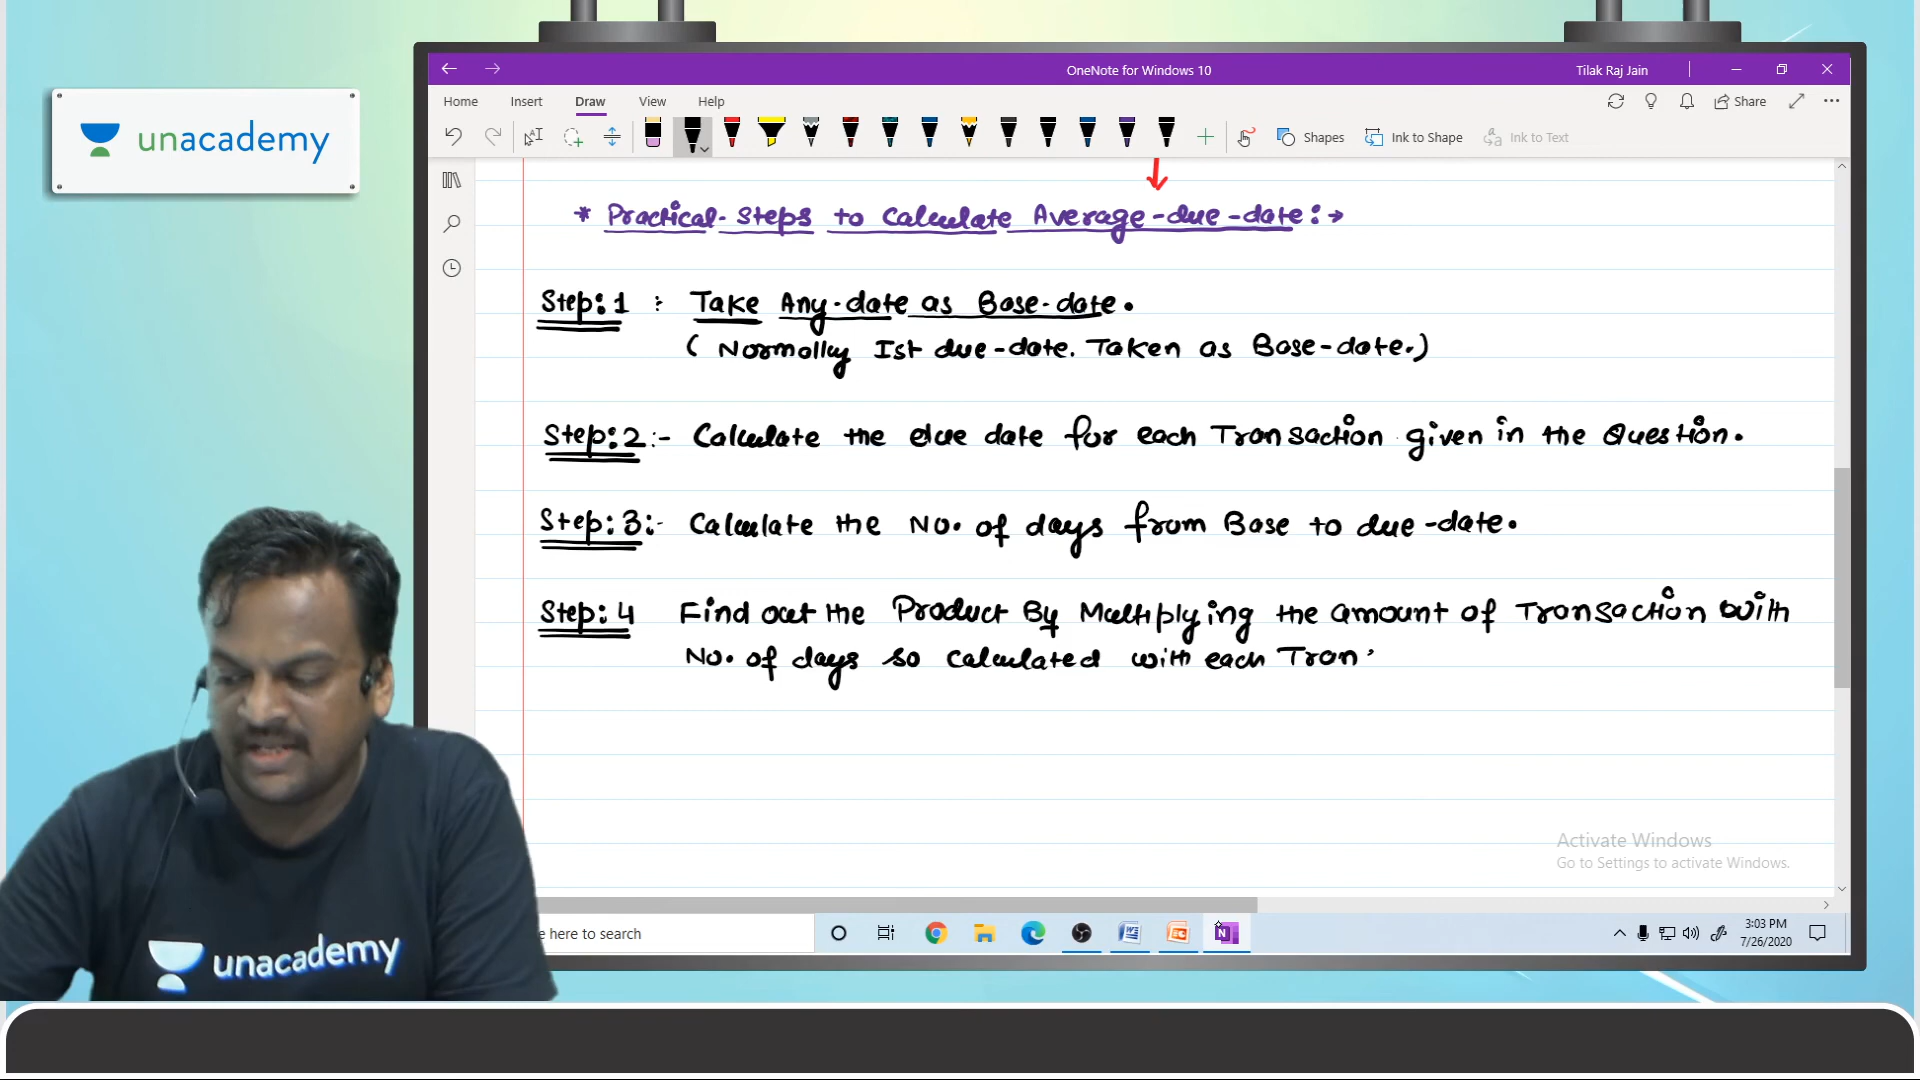 OneNote for Windows 10
Tilak Raj Jain
Home Insert Draw View Help
Share
Shapes Ink to Shape Ink to Text
unacademy
* Practical-Steps to Calculate Average-due-date:→
Step:1 : Take Any-date as Base-date.
( Normally Ist due-date. Taken as Base-date.)
Step:2:- Calculate the due date for each Transaction given in the Question.
Step:3:- Calculate the No. of days from Base to due-date.
Step:4 Find out the Product By Multiplying the amount of Transaction with
No. of days so calculated with each Tran
Activate Windows
Go to Settings to activate Windows.
unacademy
e here to search
3:03 PM
7/26/2020